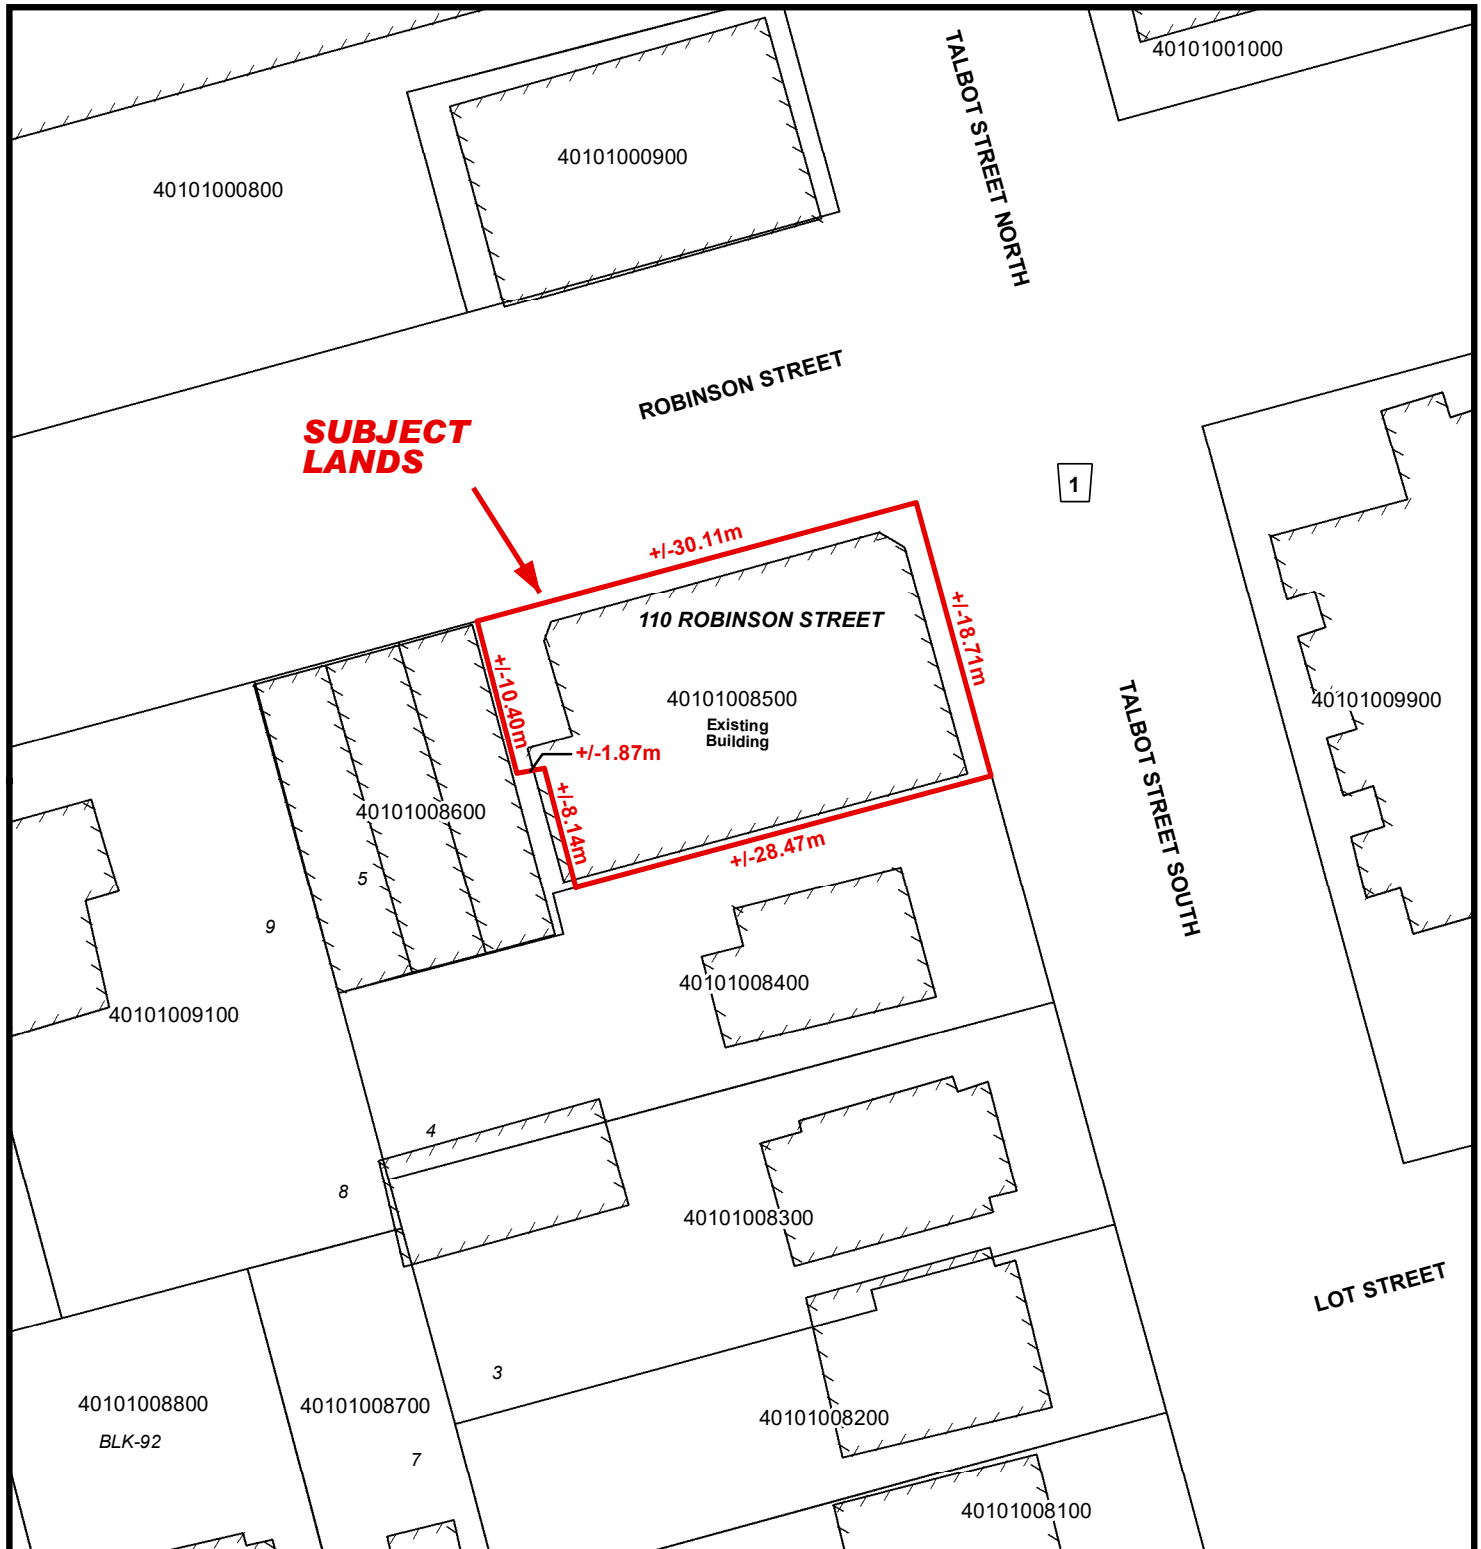 40101001000
TALBOT STREET NORTH
40101000900
40101000800
ROBINSON STREET
SUBJECT
LANDS
1
+/-30.11m
110 ROBINSON STREET
+/-18.71m
+/-10.40m
40101008500
Existing
Building
+/-1.87m
+/-8.14m
+/-28.47m
TALBOT STREET SOUTH
40101009900
40101008600
5
9
40101008400
40101009100
4
8
40101008300
LOT STREET
3
40101008800
BLK-92
40101008700
7
40101008200
40101008100